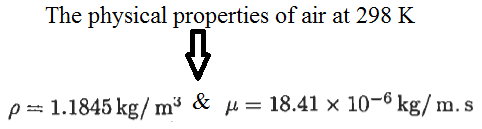 The physical properties of air at 298 K
ρ = 1.1845 kg/ m³ & μ = 18.41 × 10⁻⁶ kg/ m. s